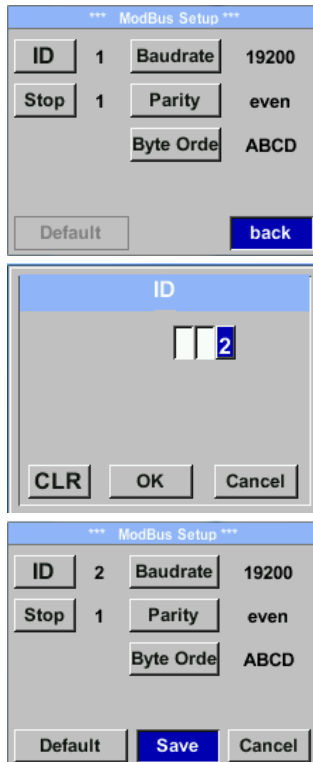 *** ModBus Setup ***
ID 1 Baudrate 19200
Stop 1 Parity even
Byte Orde ABCD
Default back
ID
2
CLR OK Cancel
*** ModBus Setup ***
ID 2 Baudrate 19200
Stop 1 Parity even
Byte Orde ABCD
Default Save Cancel